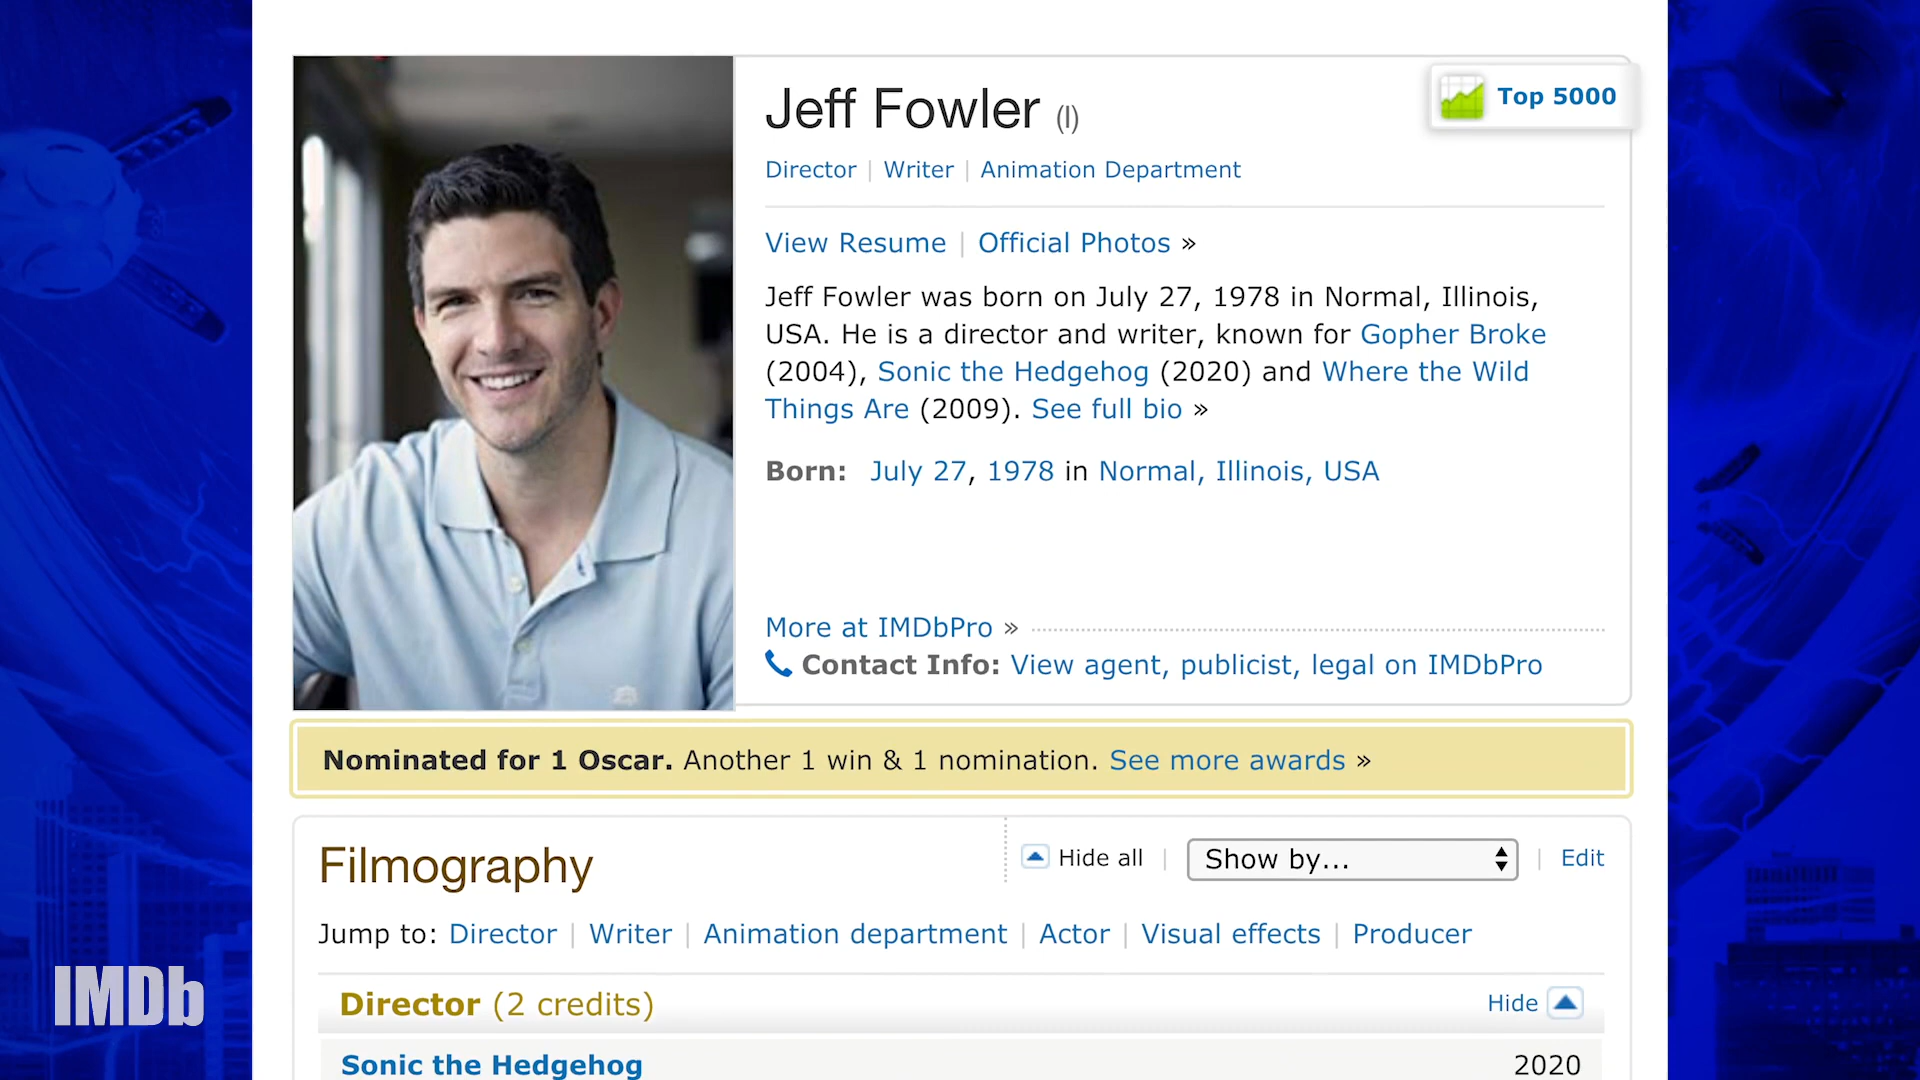 Jeff Fowler (I)
Top 5000
Director | Writer | Animation Department
View Resume | Official Photos »
Jeff Fowler was born on July 27, 1978 in Normal, Illinois,
USA. He is a director and writer, known for Gopher Broke
(2004), Sonic the Hedgehog (2020) and Where the Wild
Things Are (2009). See full bio »
Born: July 27, 1978 in Normal, Illinois, USA
More at IMDbPro »
Contact Info: View agent, publicist, legal on IMDbPro
Nominated for 1 Oscar. Another 1 win & 1 nomination. See more awards »
Filmography
Hide all | Show by... | Edit
Jump to: Director | Writer | Animation department | Actor | Visual effects | Producer
Director (2 credits)
Hide
Sonic the Hedgehog
2020
IMDb